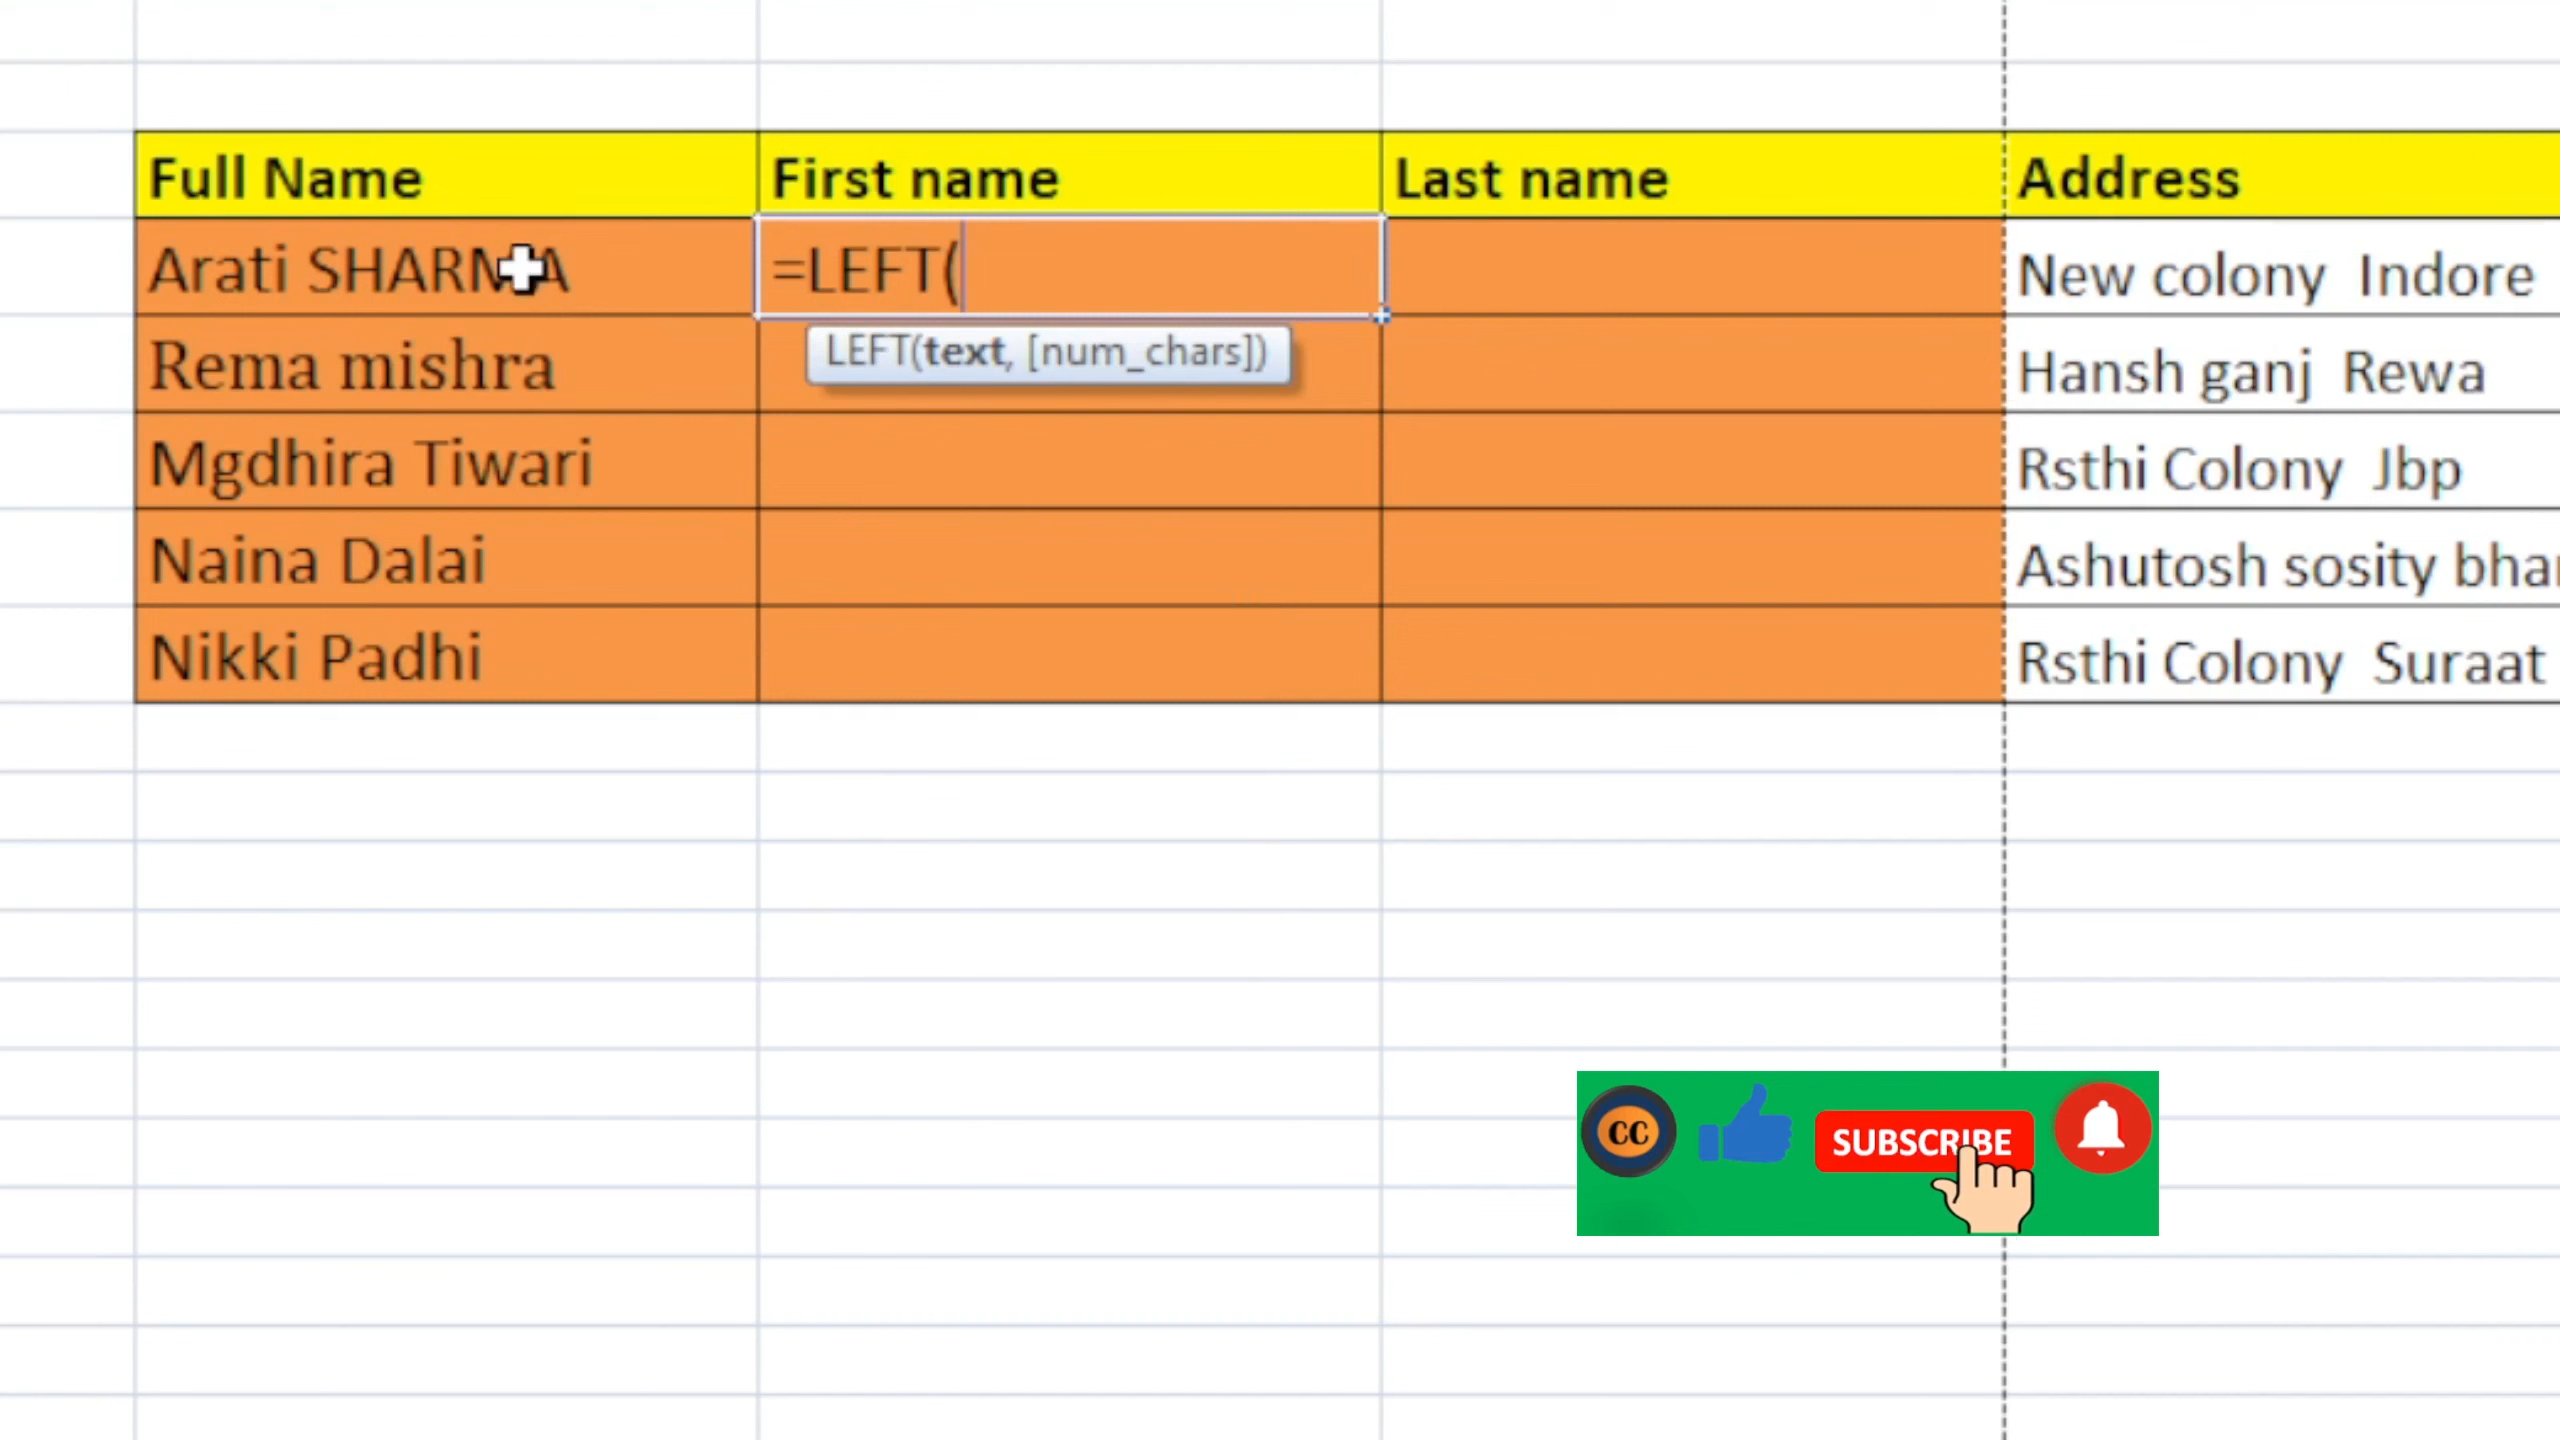 Full Name First name Last name Address
Arati SHARMA =LEFT( New colony  Indore
LEFT(text, [num_chars])
Rema mishra Hansh ganj  Rewa
Mgdhira Tiwari Rsthi Colony  Jbp
Naina Dalai Ashutosh sosity
Nikki Padhi Rsthi Colony  Suraat
CC SUBSCRIBE